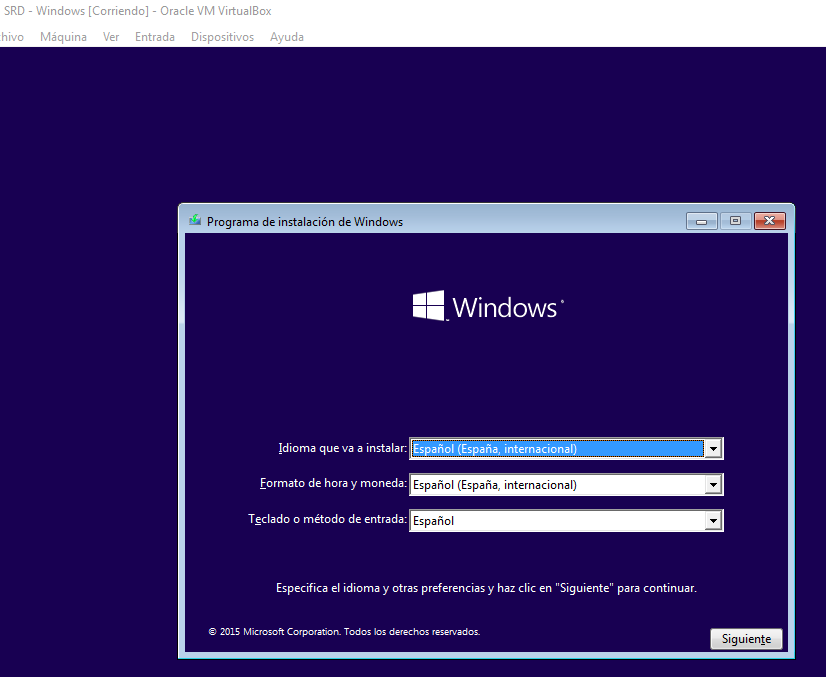 SRD - Windows [Corriendo] - Oracle VM VirtualBox
hivo Máquina Ver Entrada Dispositivos Ayuda
Programa de instalación de Windows
Windows
Idioma que va a instalar: Español (España, internacional)
Formato de hora y moneda: Español (España, internacional)
Teclado o método de entrada: Español
Especifica el idioma y otras preferencias y haz clic en "Siguiente" para continuar.
© 2015 Microsoft Corporation. Todos los derechos reservados.
Siguiente